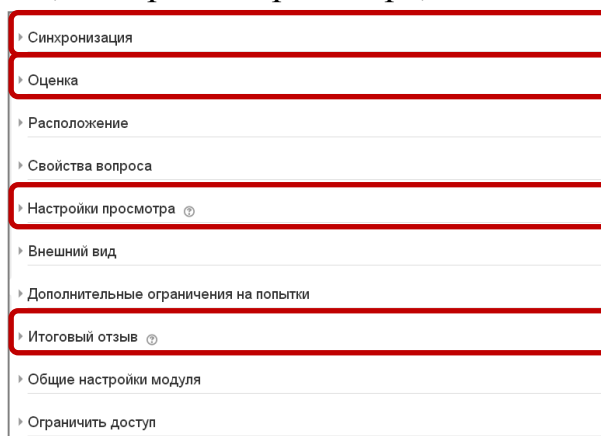 Синхронизация
Оценка
Расположение
Свойства вопроса
Настройки просмотра
Внешний вид
Дополнительные ограничения на попытки
Итоговый отзыв
Общие настройки модуля
Ограничить доступ